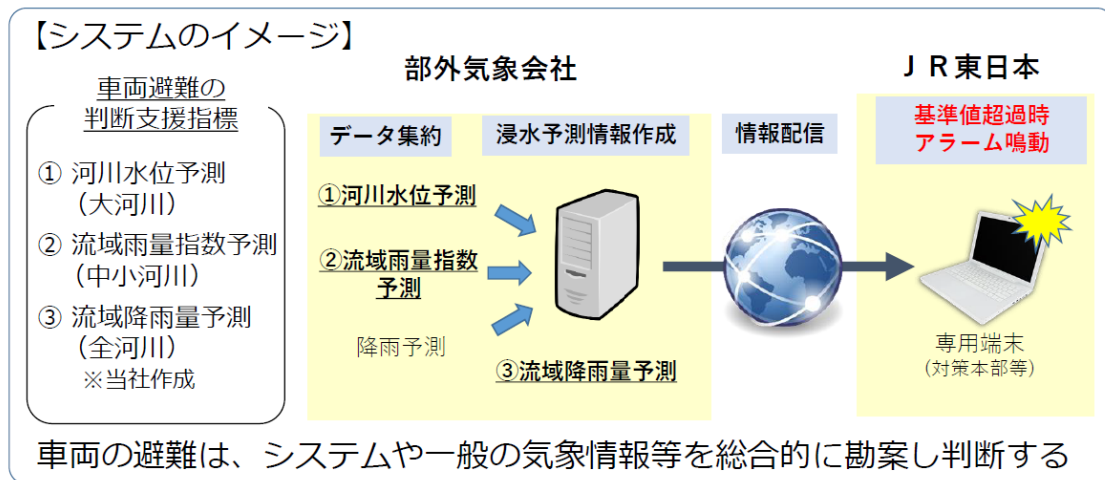 【システムのイメージ】
車両避難の
判断支援指標
① 河川水位予測
（大河川）
② 流域雨量指数予測
（中小河川）
③ 流域降雨量予測
（全河川）
※当社作成
部外気象会社
データ集約
浸水予測情報作成
①河川水位予測
②流域雨量指数
予測
降雨予測
③流域降雨量予測
情報配信
ＪＲ東日本
基準値超過時
アラーム鳴動
専用端末
(対策本部等)
車両の避難は、システムや一般の気象情報等を総合的に勘案し判断する